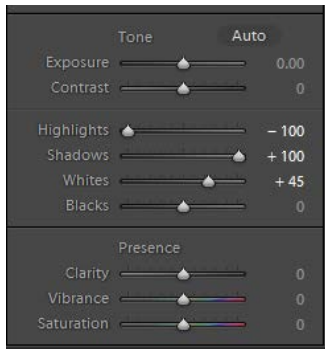 Tone Auto
Exposure 0.00
Contrast 0
Highlights – 100
Shadows + 100
Whites + 45
Blacks 0
Presence
Clarity 0
Vibrance 0
Saturation 0